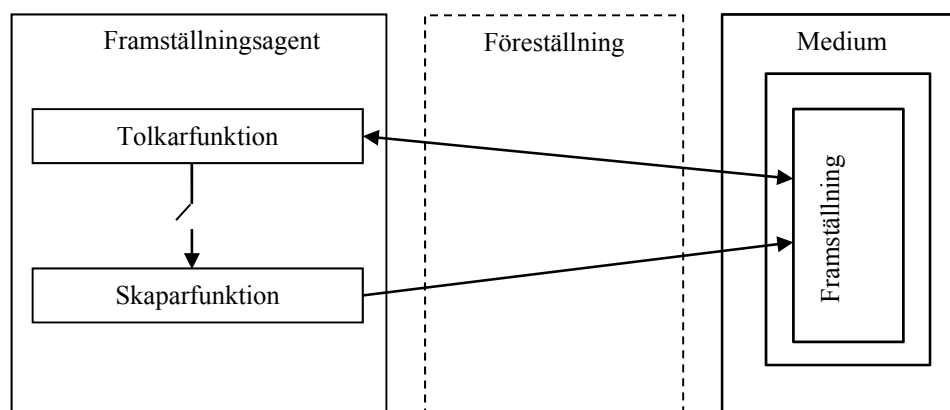 Framställningsagent
Föreställning
Medium
Tolkarfunktion
Skaparfunktion
Framställning